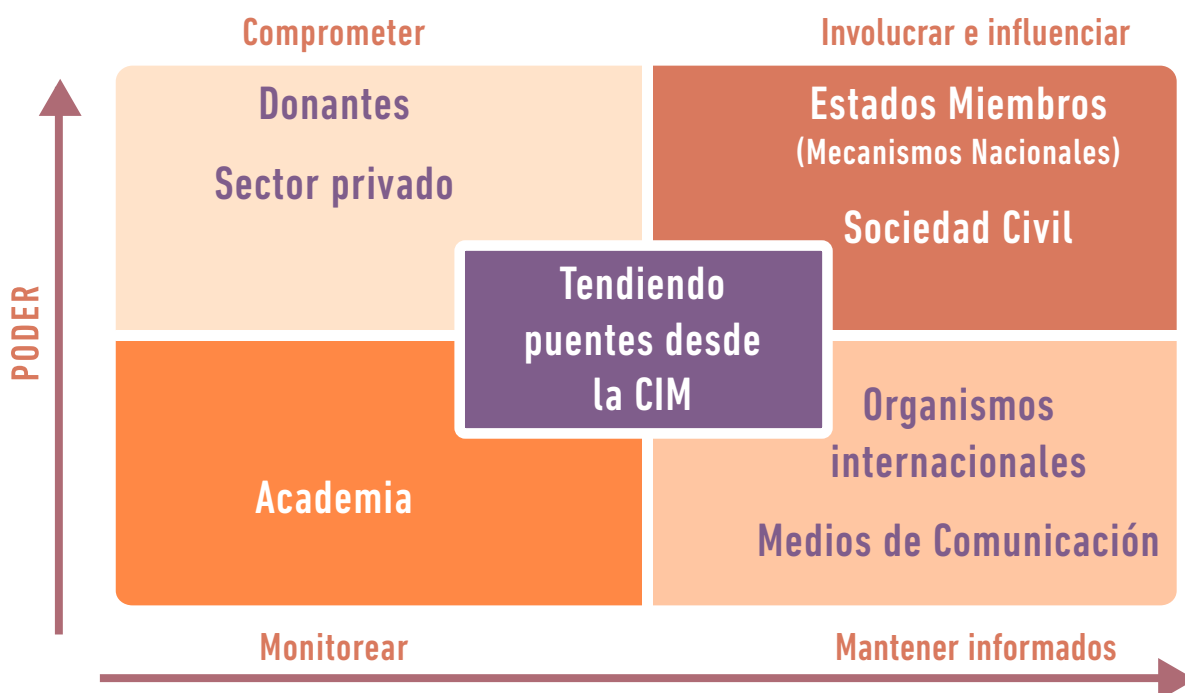 Comprometer
Involucrar e influenciar
Donantes
Sector privado
Estados Miembros
(Mecanismos Nacionales)
Sociedad Civil
PODER
Tendiendo
puentes desde
la CIM
Academia
Organismos
internacionales
Medios de Comunicación
Monitorear
Mantener informados